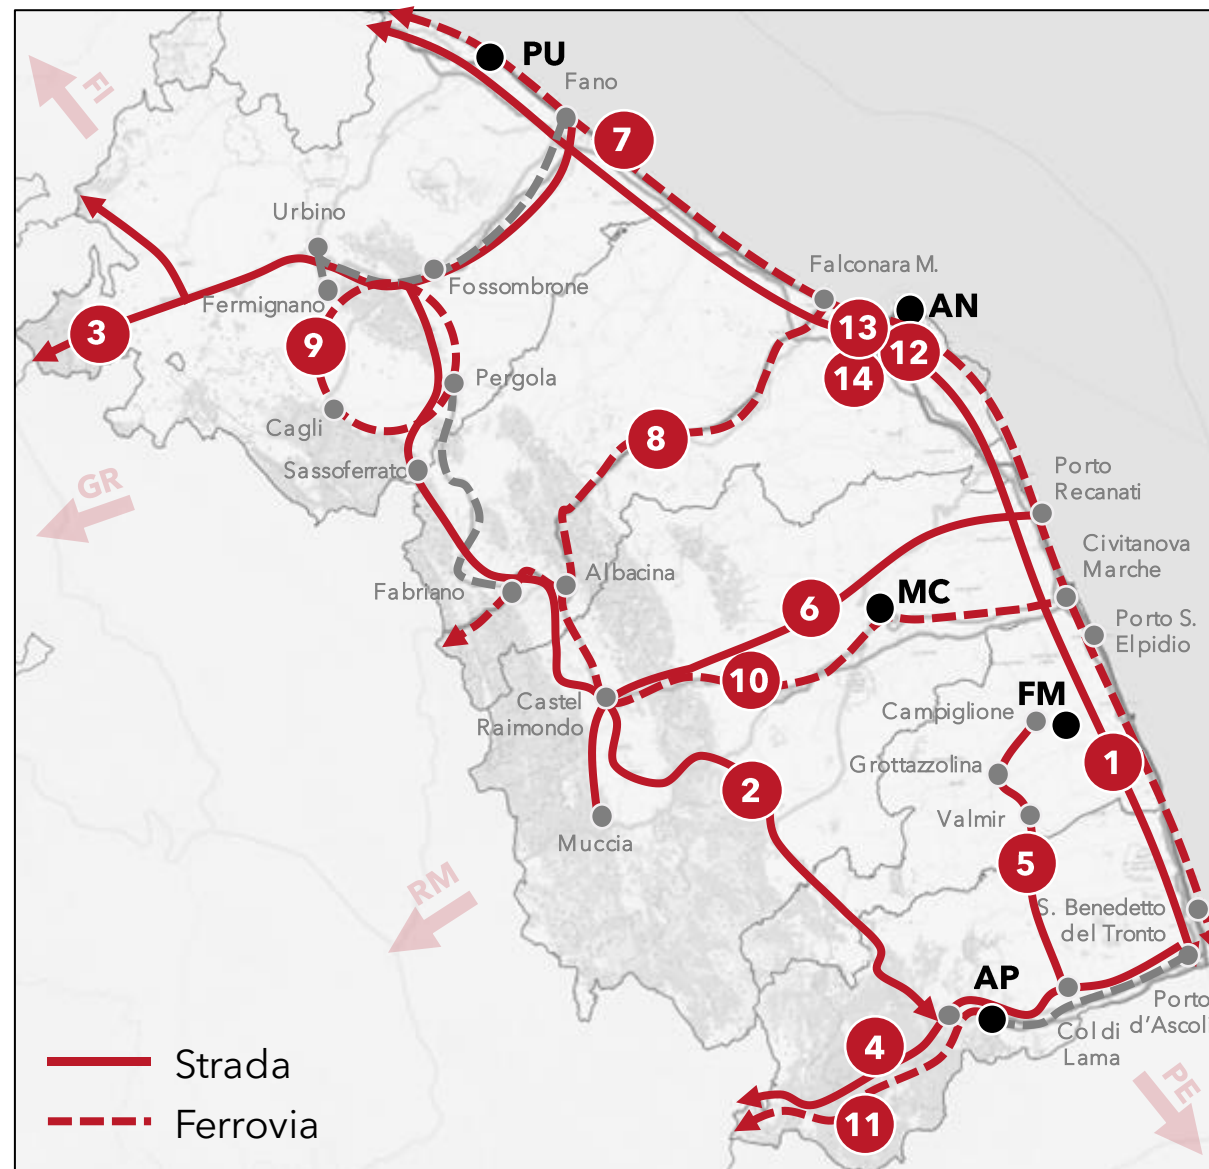 PU
Fano
FI
7
Urbino
Falconara M.
Fossombrone
Fermignano
AN
3
9
13
12
14
Pergola
Cagli
8
Sassoferrato
Porto
Recanati
GR
Civitanova
Marche
Albacina
Fabriano
MC
6
Porto S.
Elpidio
10
Castel
Raimondo
FM
Campiglione
Grottazzolina
1
2
Valmir
Muccia
5
RM
S. Benedetto
del Tronto
AP
Porto
d'Ascoli
Col di
Lama
4
Strada
PE
11
Ferrovia